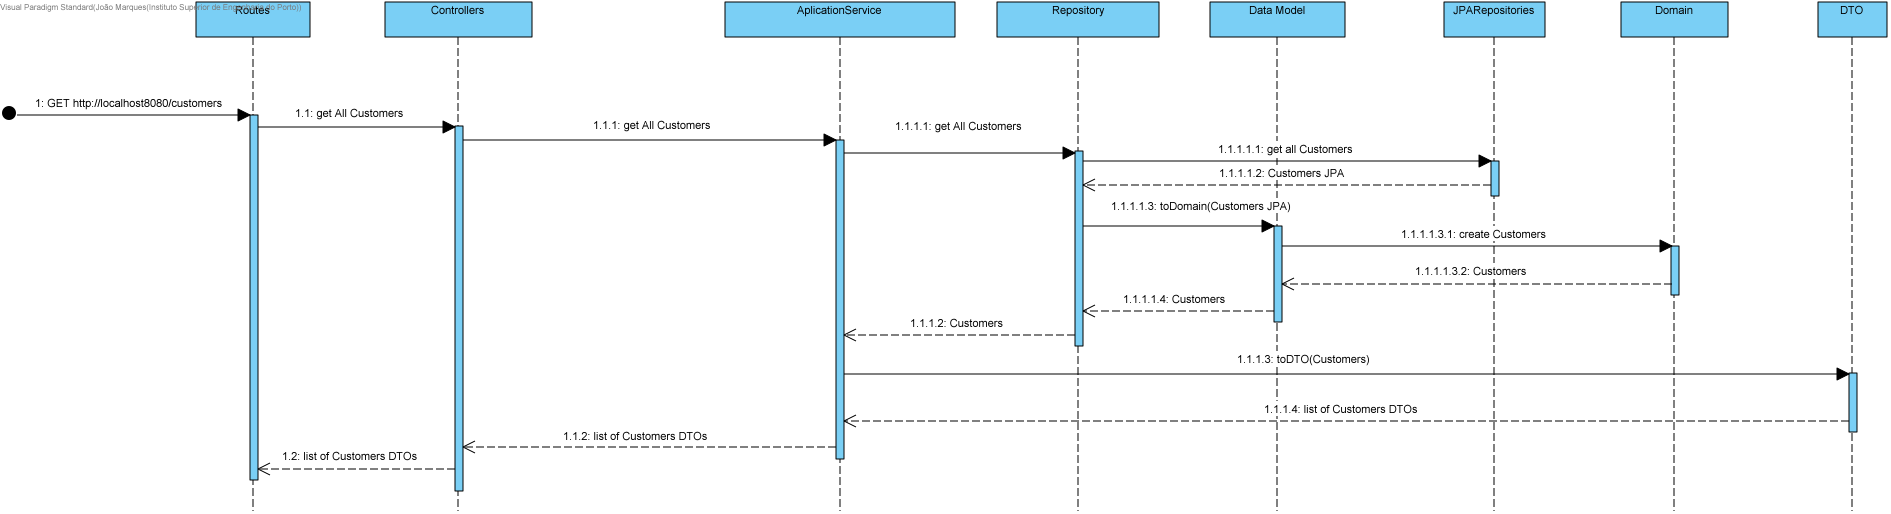 Visual Paradigm Standard(João Marques(Instituto Superior de Engenharia do Porto))
Routes
Controllers
AplicationService
Repository
Data Model
JPARepositories
Domain
DTO
1: GET http://localhost8080/customers
1.1: get All Customers
1.1.1: get All Customers
1.1.1.1: get All Customers
1.1.1.1.1: get all Customers
1.1.1.1.2: Customers JPA
1.1.1.1.3: toDomain(Customers JPA)
1.1.1.1.3.1: create Customers
1.1.1.1.3.2: Customers
1.1.1.1.4: Customers
1.1.1.2: Customers
1.1.1.3: toDTO(Customers)
1.1.1.4: list of Customers DTOs
1.1.2: list of Customers DTOs
1.2: list of Customers DTOs